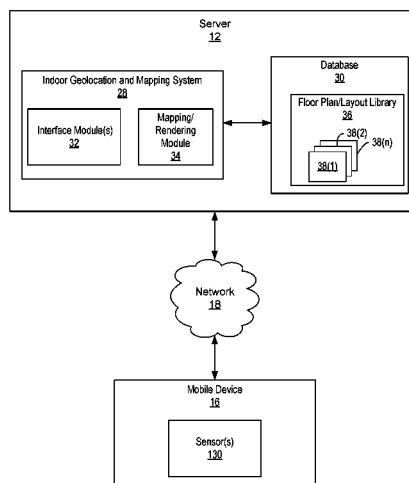 Server
12
Indoor Geolocation and Mapping System
28
Interface Module(s)
32
Mapping/
Rendering
Module
34
Database
30
Floor Plan/Layout Library
36
38(2)
38(n)
38(1)
Network
18
Mobile Device
16
Sensor(s)
130